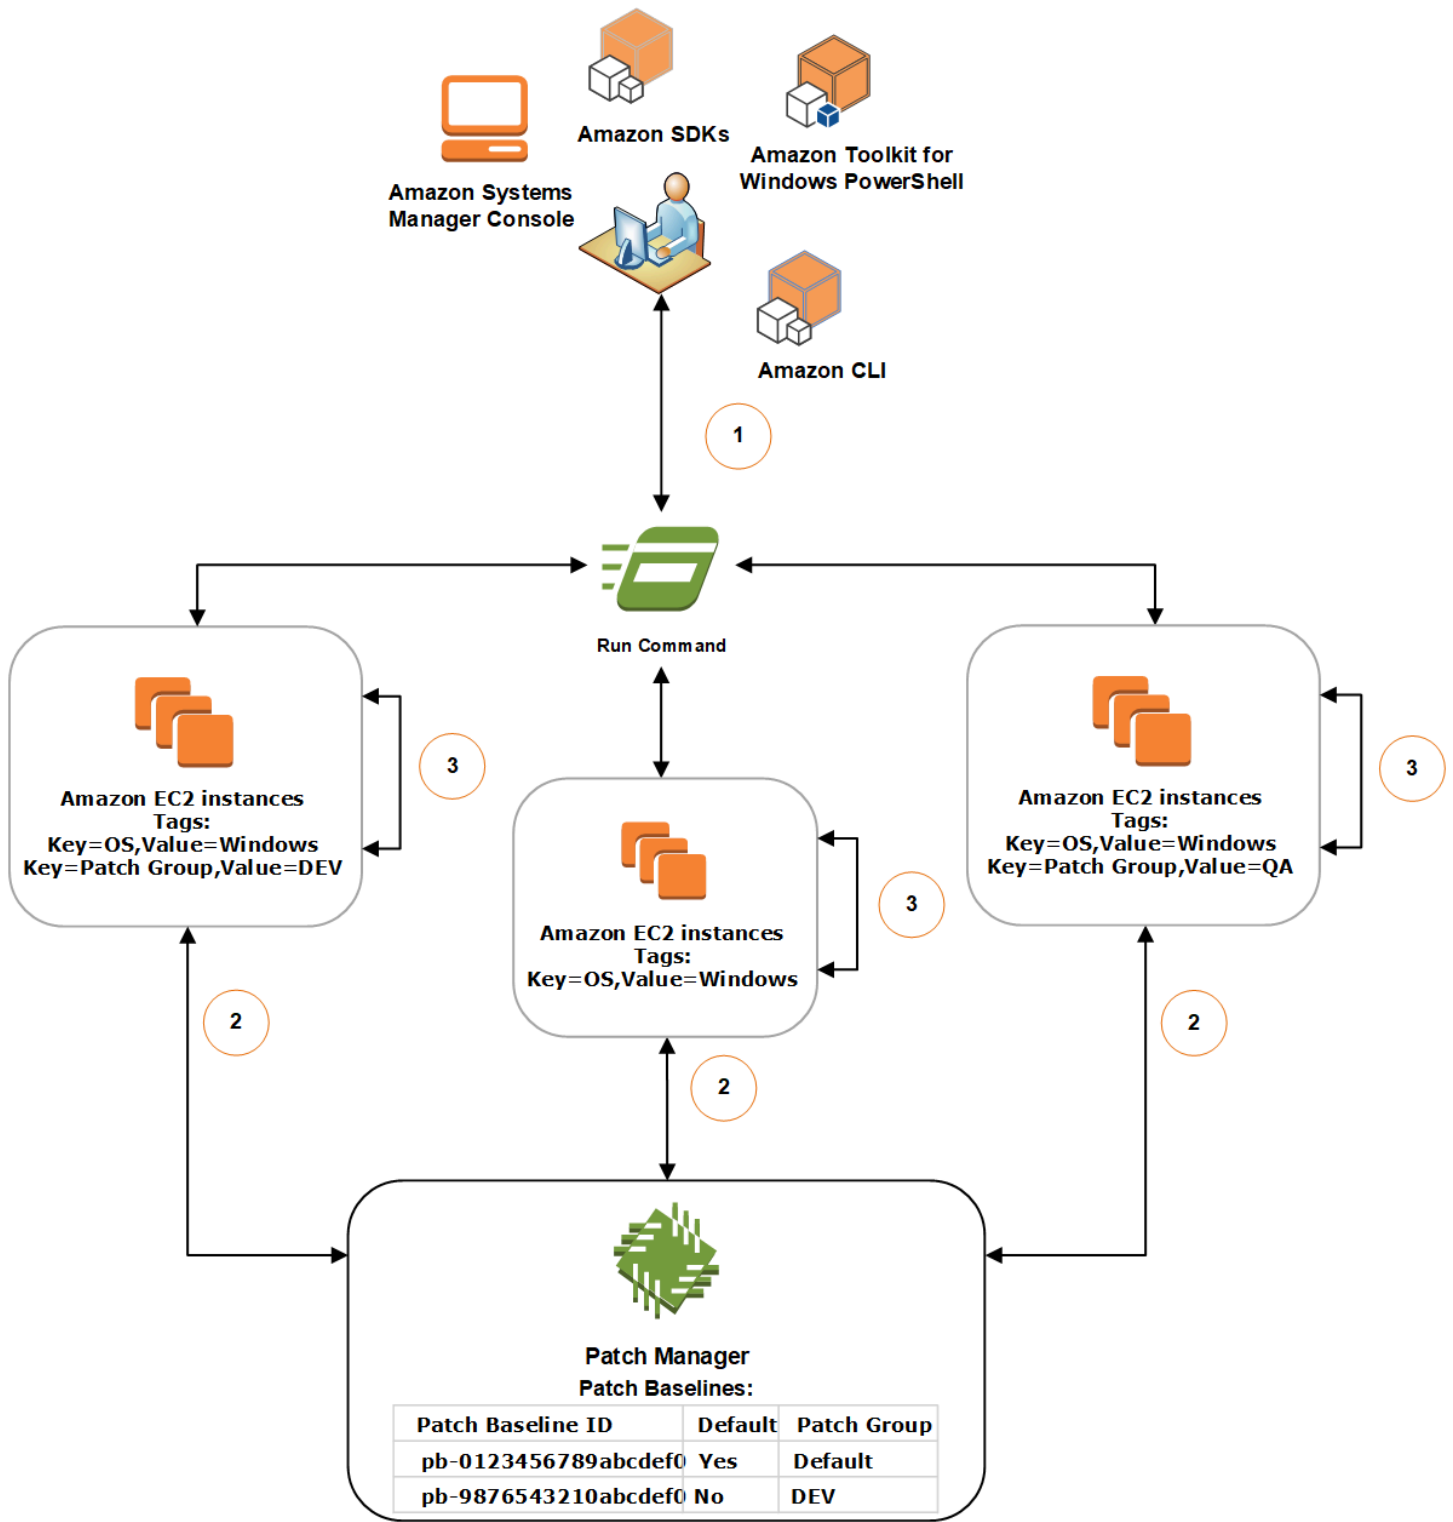 Amazon SDKs
Amazon Toolkit for
Windows PowerShell
Amazon Systems
Manager Console
Amazon CLI
1
Run Command
Amazon EC2 instances
Tags:
Key=OS,Value=Windows
Key=Patch Group,Value=DEV
3
Amazon EC2 instances
Tags:
Key=OS,Value=Windows
3
Amazon EC2 instances
Tags:
Key=OS,Value=Windows
Key=Patch Group,Value=QA
3
2
2
2
Patch Manager
Patch Baselines:
Patch Baseline ID Default Patch Group
pb-0123456789abcdef0 Yes Default
pb-9876543210abcdef0 No DEV